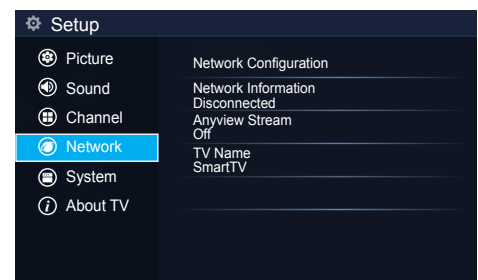 Setup
Picture
Sound
Channel
Network
System
About TV
Network Configuration
Network Information
Disconnected
Anyview Stream
Off
TV Name
SmartTV